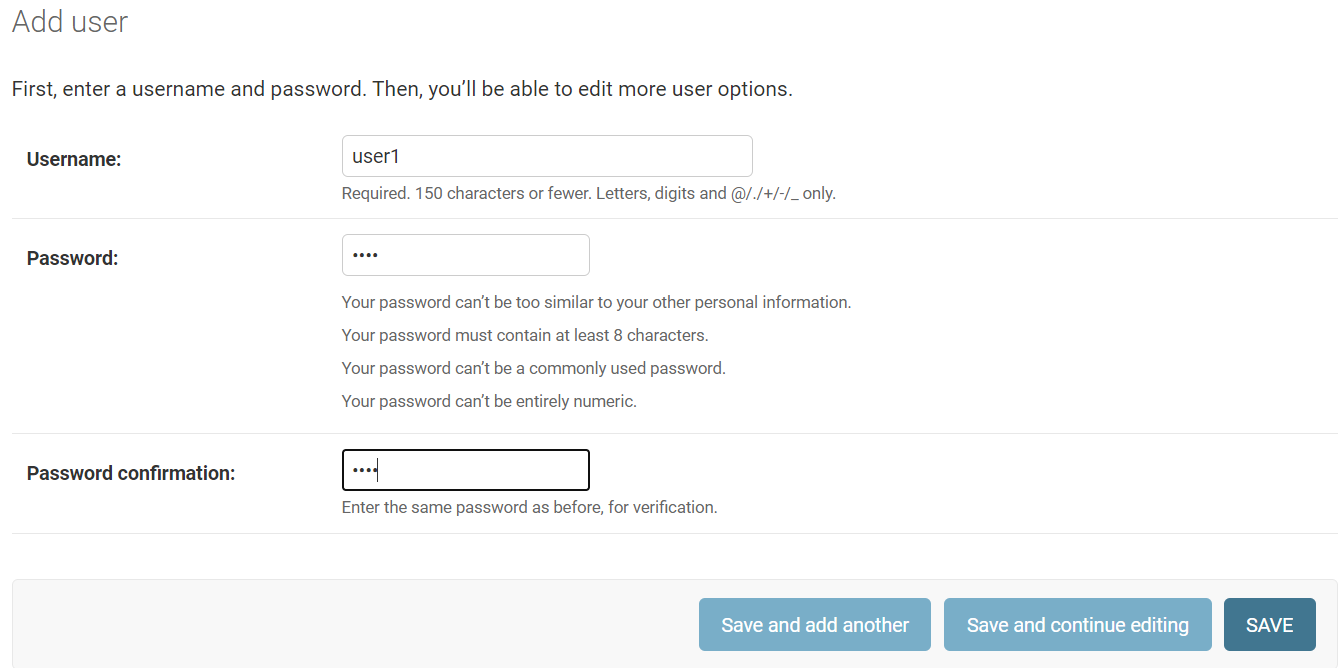 Add user
First, enter a username and password. Then, you’ll be able to edit more user options.
Username:
user1
Required. 150 characters or fewer. Letters, digits and @/./+/-/_ only.
Password:
••••
Your password can’t be too similar to your other personal information.
Your password must contain at least 8 characters.
Your password can’t be a commonly used password.
Your password can’t be entirely numeric.
Password confirmation:
••••
Enter the same password as before, for verification.
Save and add another
Save and continue editing
SAVE